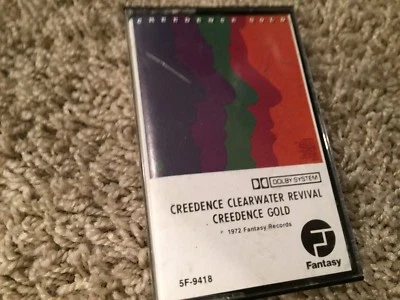 CREEDENCE GOLD
DOLBY SYSTEM
CREEDENCE CLEARWATER REVIVAL
CREEDENCE GOLD
℗ 1972 Fantasy Records
Fantasy
5F-9418